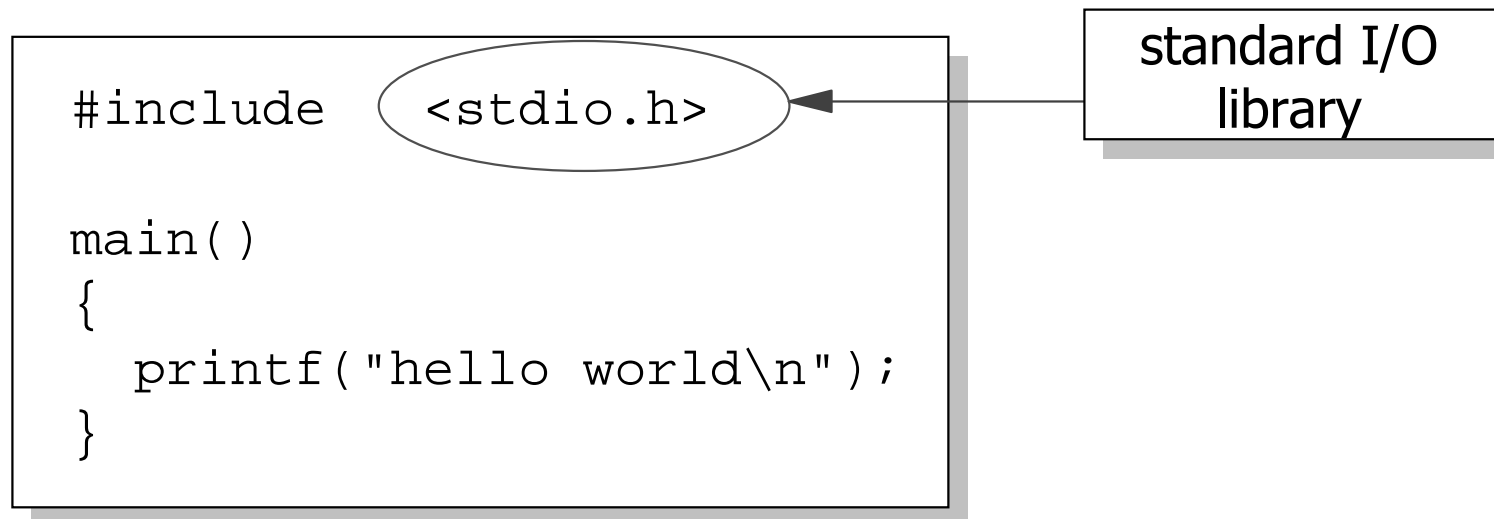 #include <stdio.h>
main()
{
printf("hello world\n");
}
standard I/O
library